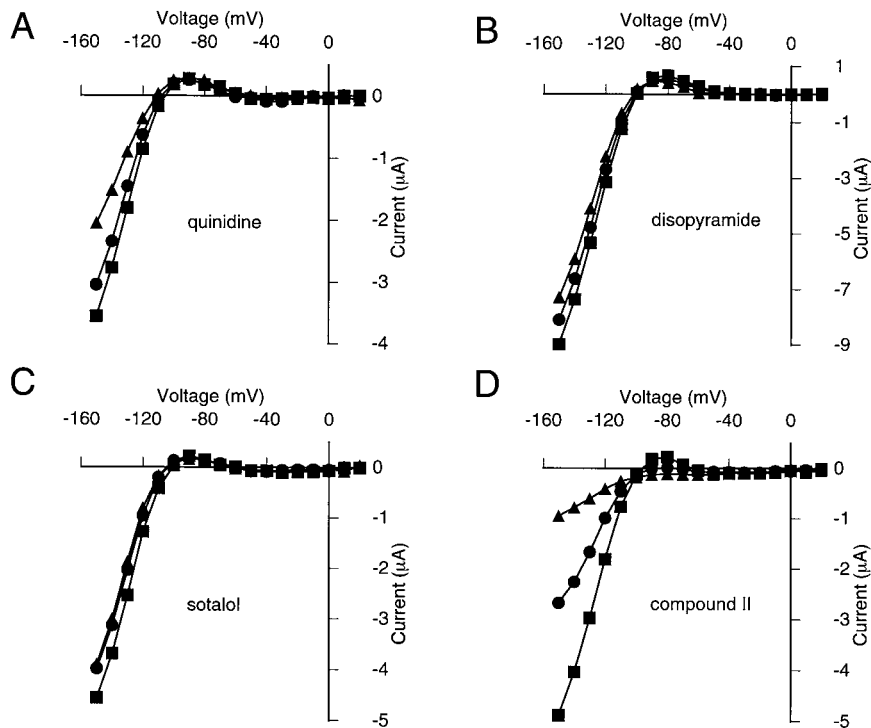 A
Voltage (mV)
-160 -120 -80 -40 0
0
-1
-2
-3
-4
Current (μA)
quinidine
B
Voltage (mV)
-160 -120 -80 -40 0
1
-1
-3
-5
-7
-9
Current (μA)
disopyramide
C
Voltage (mV)
-160 -120 -80 -40 0
0
-1
-2
-3
-4
-5
Current (μA)
sotalol
D
Voltage (mV)
-160 -120 -80 -40 0
0
-1
-2
-3
-4
-5
Current (μA)
compound II